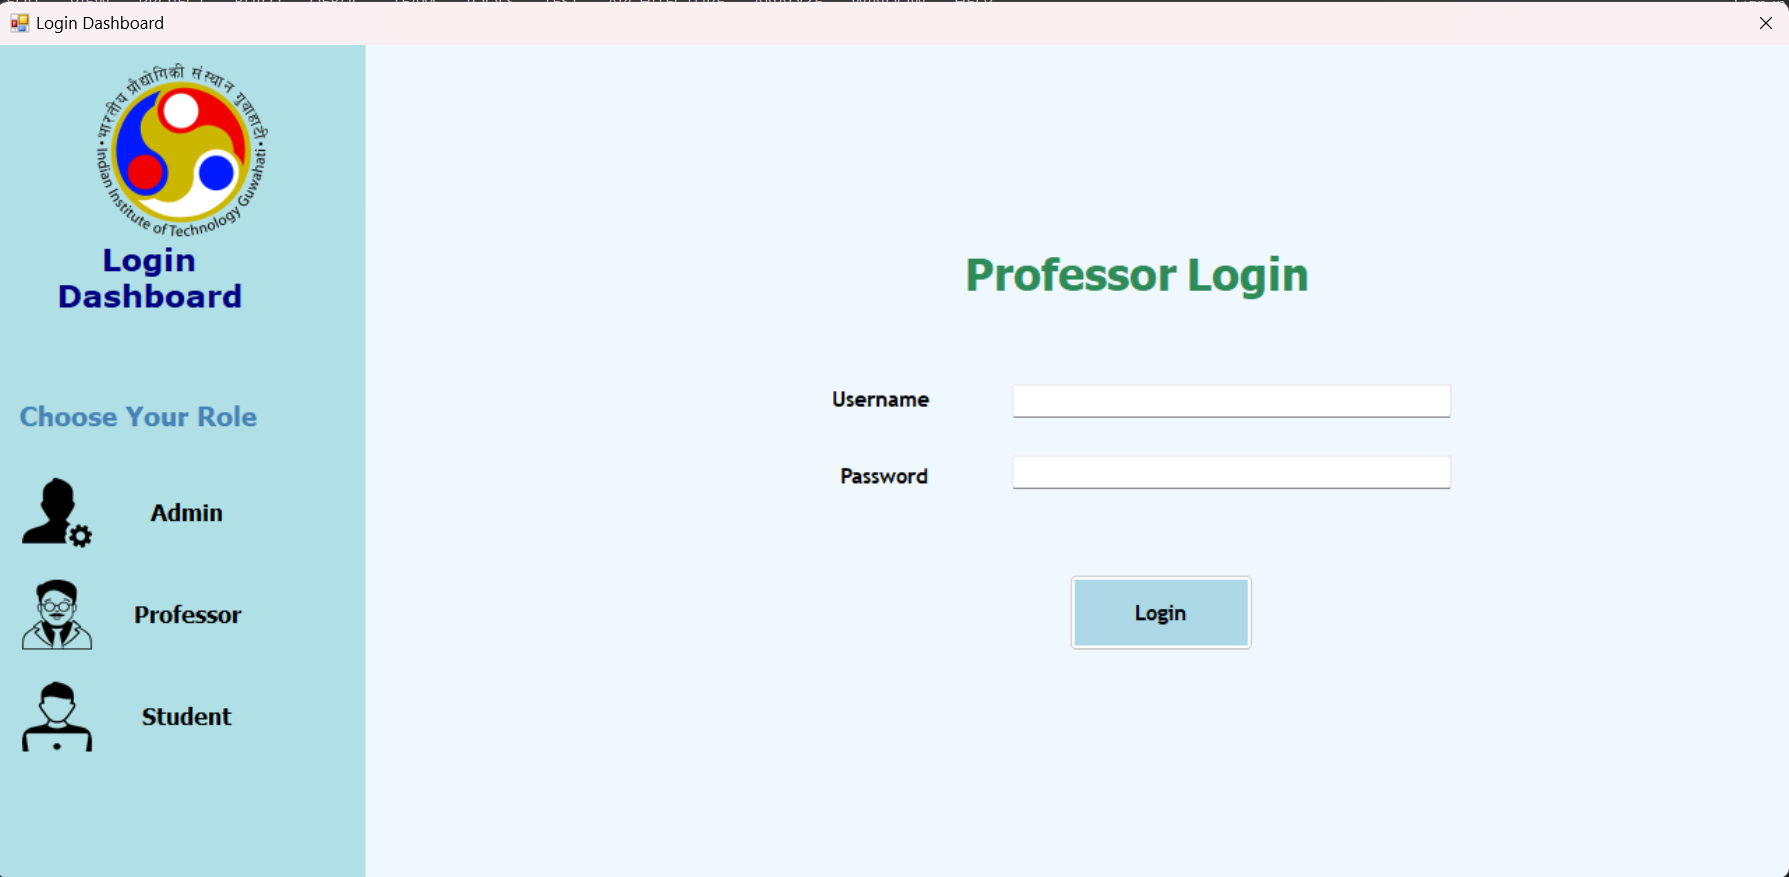 Login Dashboard
भारतीय प्रौद्योगिकी संस्थान गुवाहाटी
Indian Institute of Technology Guwahati
Login
Dashboard
Choose Your Role
Admin
Professor
Student
Professor Login
Username
Password
Login